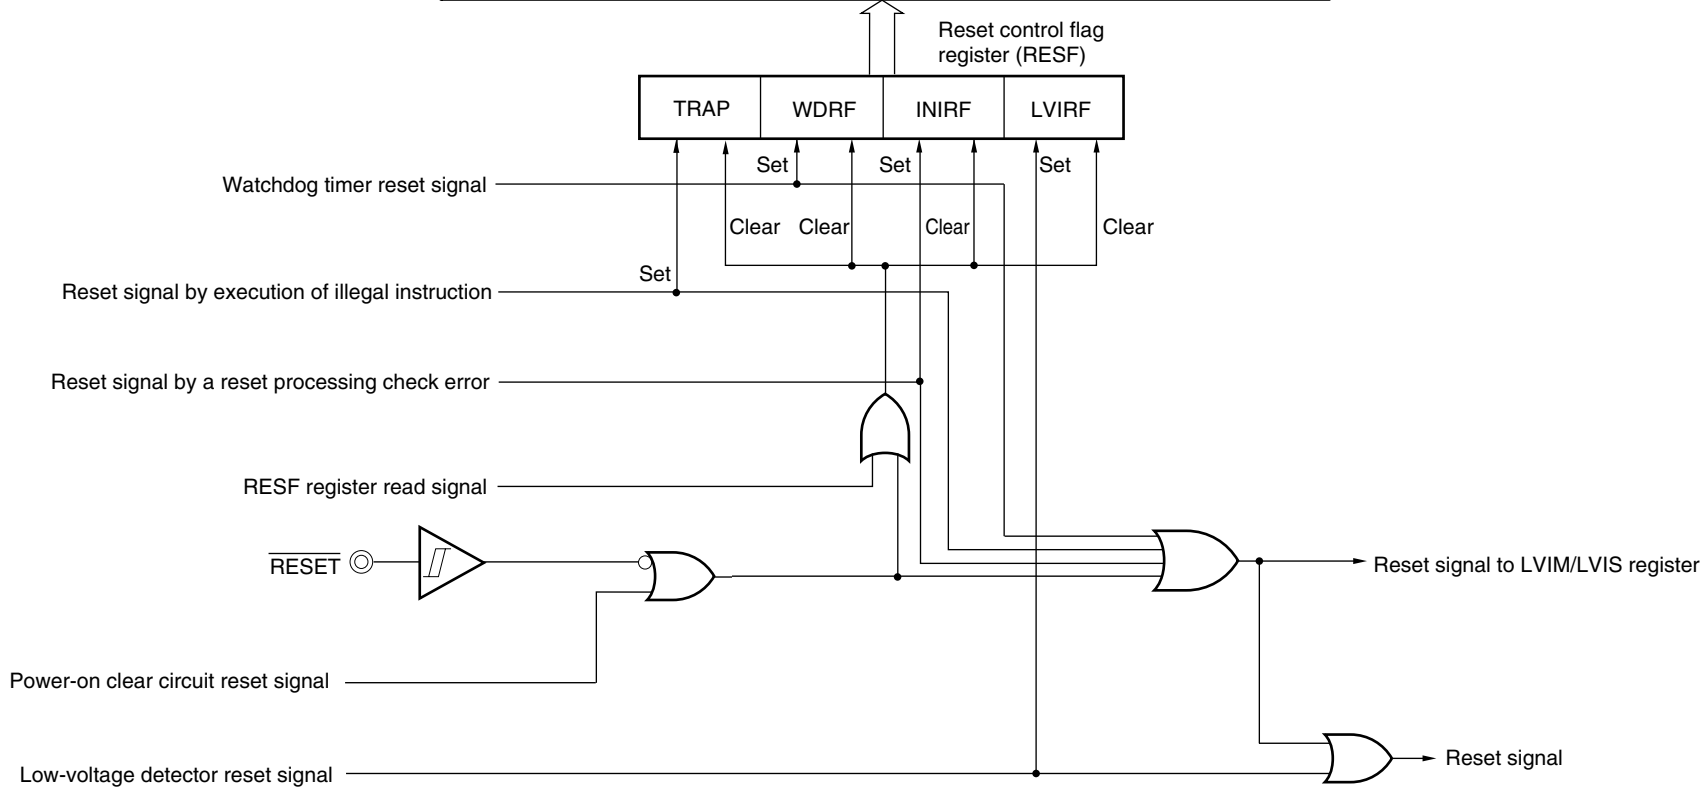 Reset control flag
register (RESF)
TRAP WDRF INIRF LVIRF
Set Set Set
Watchdog timer reset signal
Clear Clear Clear Clear
Set
Reset signal by execution of illegal instruction
Reset signal by a reset processing check error
RESF register read signal
RESET
Reset signal to LVIM/LVIS register
Power-on clear circuit reset signal
Reset signal
Low-voltage detector reset signal